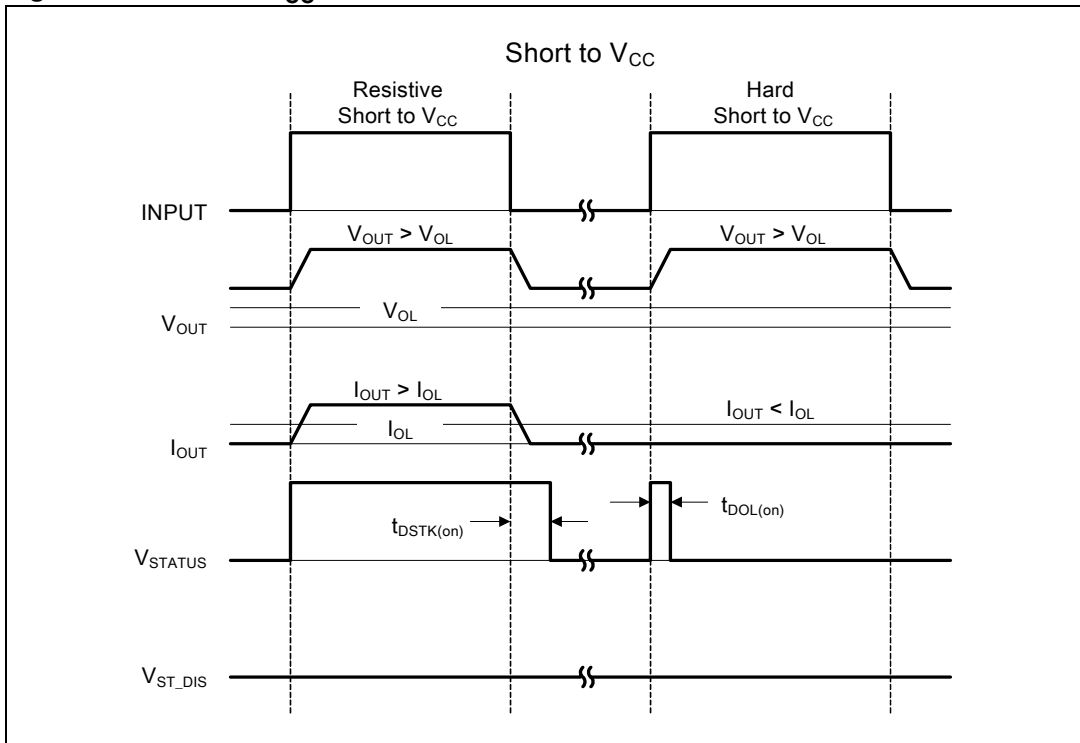 Short to VCC
Resistive
Short to VCC
Hard
Short to VCC
INPUT
VOUT > VOL
VOUT > VOL
VOL
VOUT
IOUT > IOL
IOUT < IOL
IOL
IOUT
tDSTK(on)
tDOL(on)
VSTATUS
VST_DIS